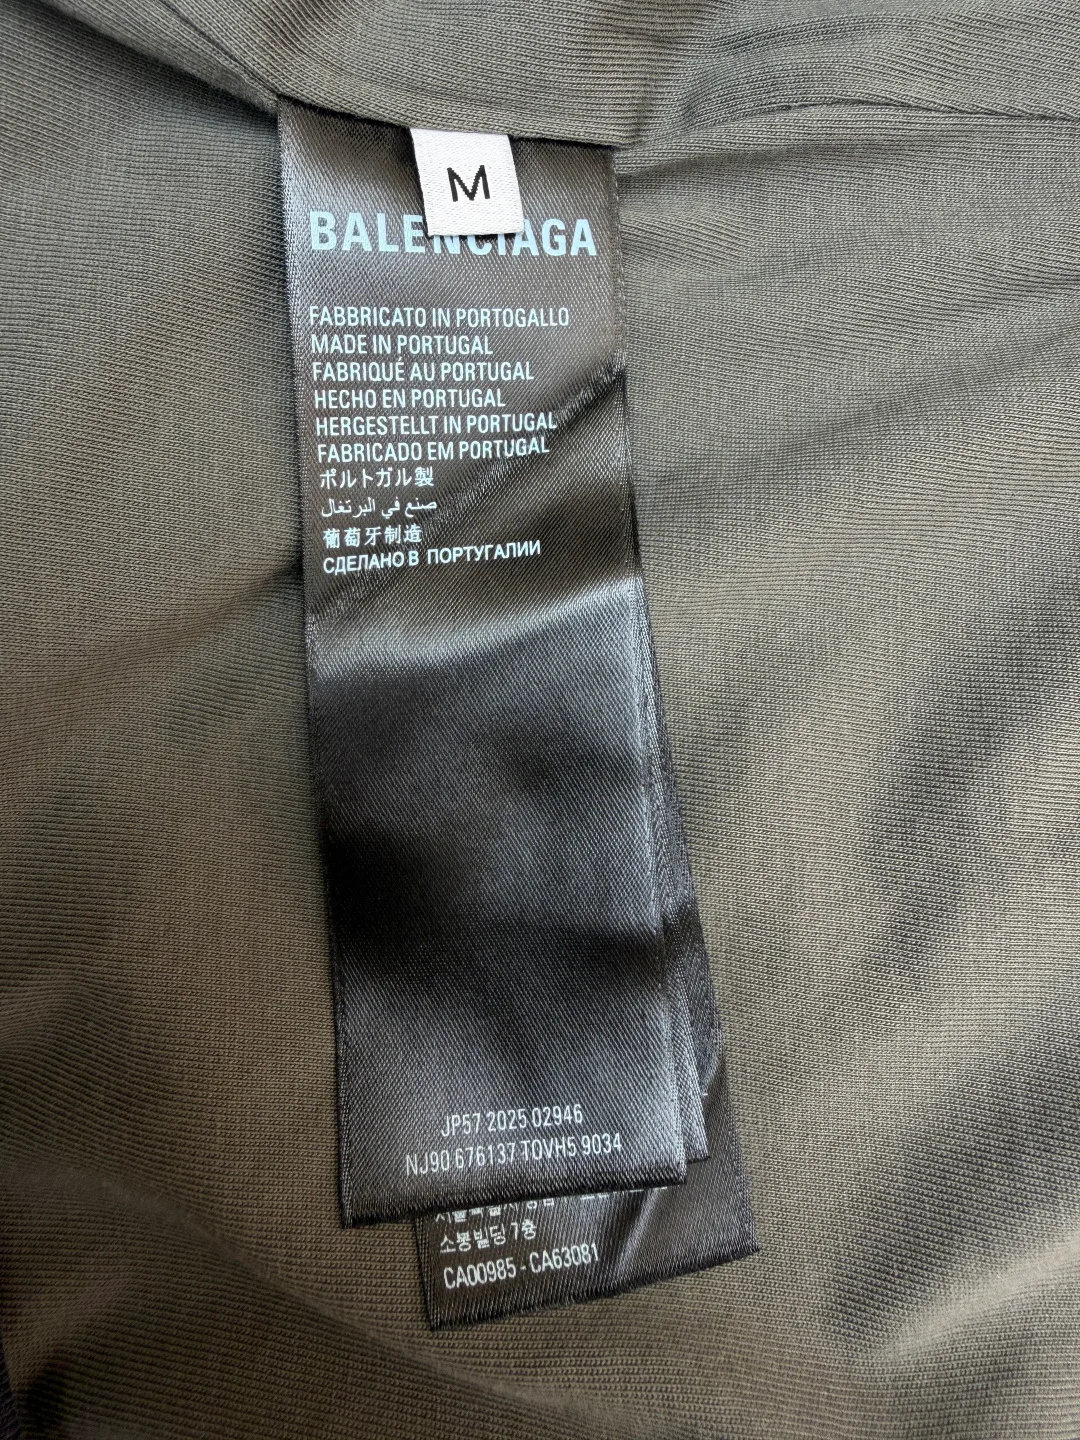 M
BALENCIAGA
FABBRICATO IN PORTOGALLO
MADE IN PORTUGAL
FABRIQUÉ AU PORTUGAL
HECHO EN PORTUGAL
HERGESTELLT IN PORTUGAL
FABRICADO EM PORTUGAL
ポルトガル製
صنع في البرتغال
葡萄牙制造
СДЕЛАНО В ПОРТУГАЛИИ
JP57 2025 02946
NJ90 676137 TOVH5 9034
소봉빌딩 7층
CA00985 - CA63081